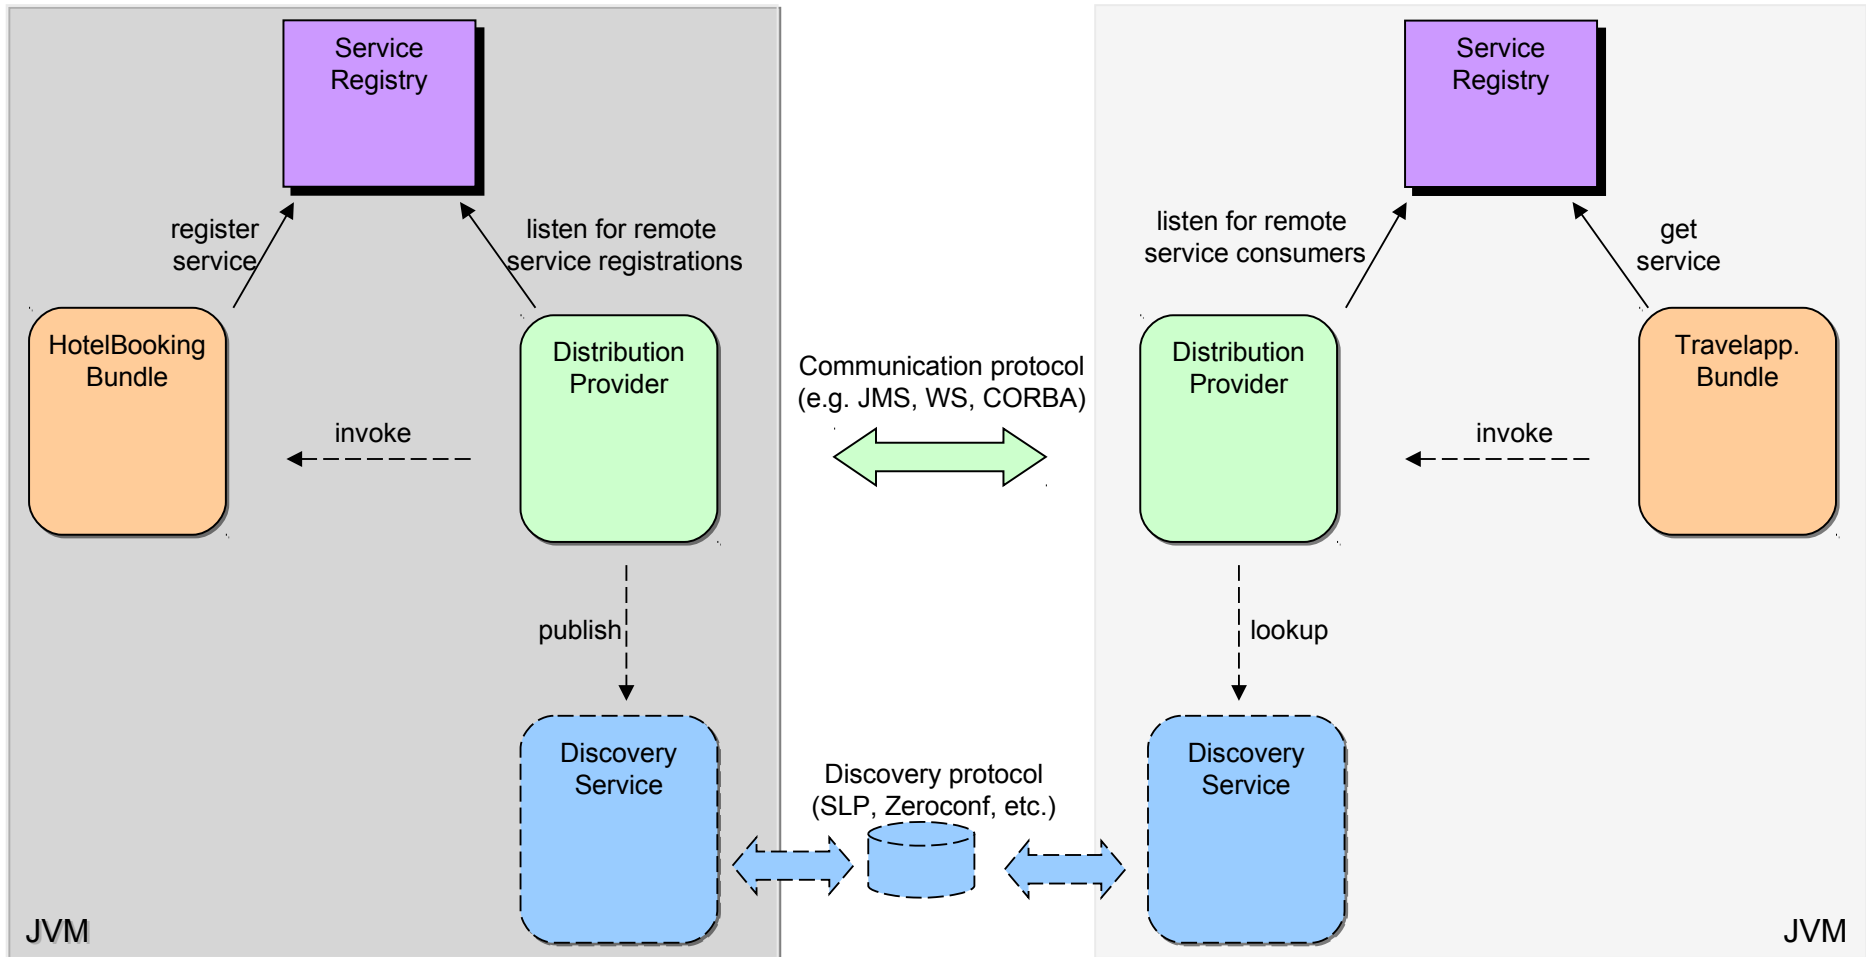 Service
Registry
register
service
listen for remote
service registrations
HotelBooking
Bundle
Distribution
Provider
invoke
publish
Discovery
Service
JVM
Communication protocol
(e.g. JMS, WS, CORBA)
Discovery protocol
(SLP, Zeroconf, etc.)
Service
Registry
listen for remote
service consumers
get
service
Distribution
Provider
Travelapp.
Bundle
invoke
lookup
Discovery
Service
JVM